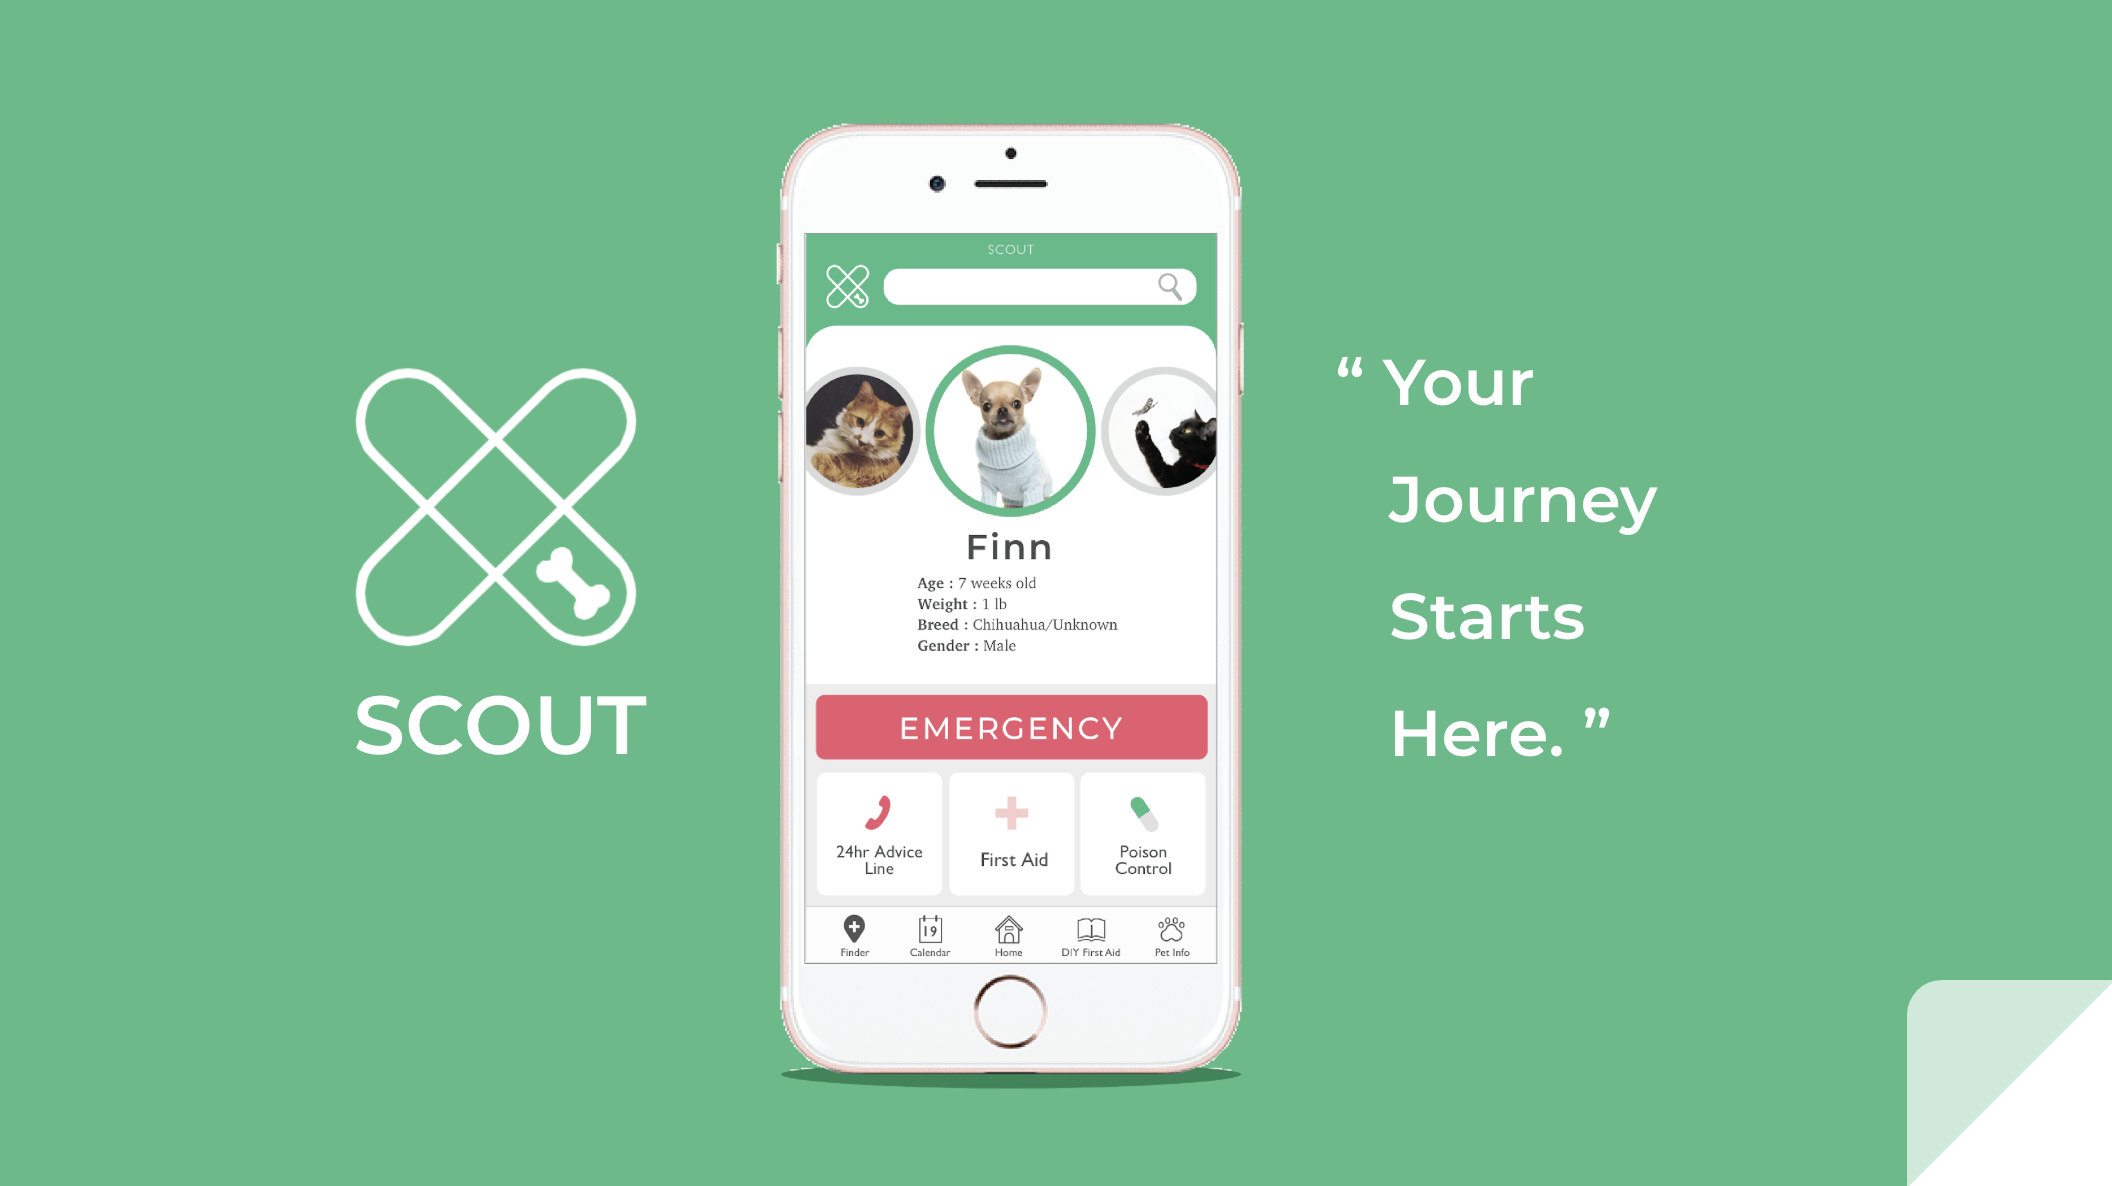 SCOUT
SCOUT
Finn
Age : 7 weeks old
Weight : 1 lb
Breed : Chihuahua/Unknown
Gender : Male
EMERGENCY
24hr Advice
Line
First Aid
Poison
Control
19
Finder
Calendar
Home
DIY First Aid
Pet Info
“ Your
Journey
Starts
Here. ”